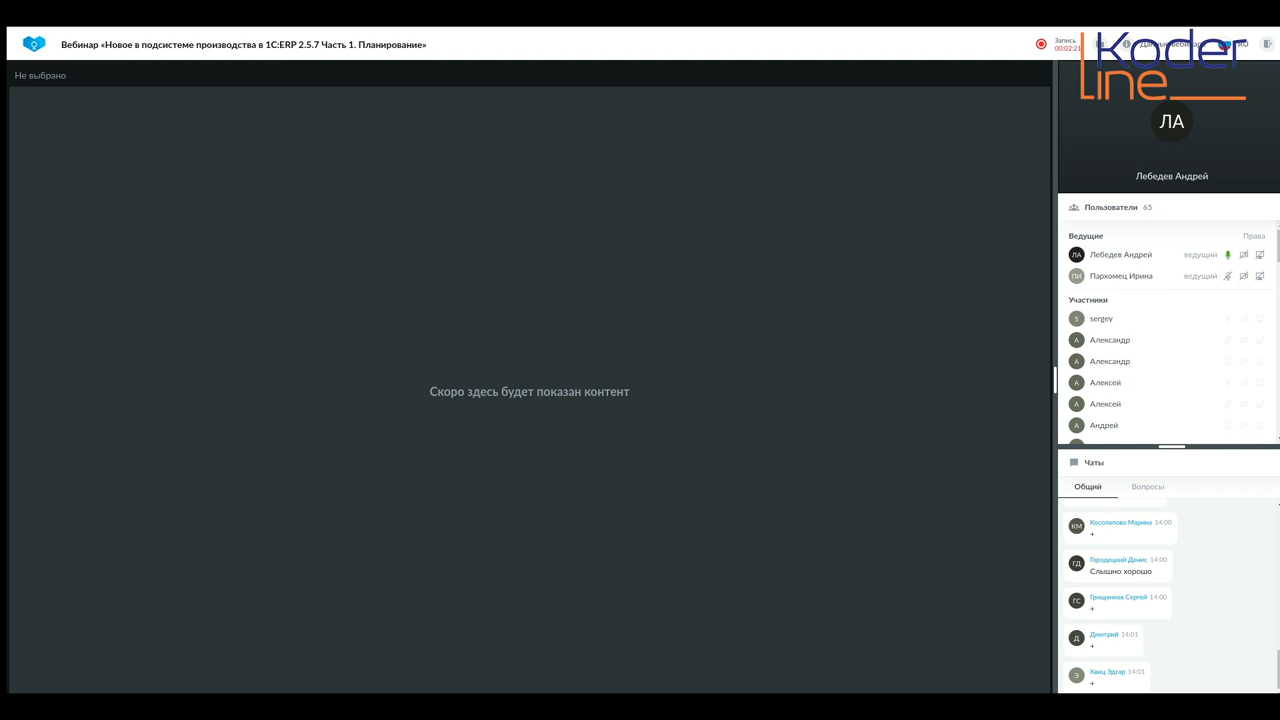 Вебинар «Новое в подсистеме производства в 1С:ERP 2.5.7 Часть 1. Планирование»
Запись
00:02:21
RU
Koder
line
Не выбрано
ЛА
Лебедев Андрей
Скоро здесь будет показан контент
Пользователи 65
Ведущие Права
ЛА Лебедев Андрей ведущий
ПИ Пархомец Ирина ведущий
Участники
S sergey
А Александр
А Александр
А Алексей
А Алексей
А Андрей
Чаты
Общий Вопросы
КМ Косолапова Марина 14:00
+
ГД Городецкий Денис 14:00
Слышно хорошо
ГС Грищенков Сергей 14:00
+
Д Дмитрий 14:01
+
Э Хвиц Эдгар 14:01
+